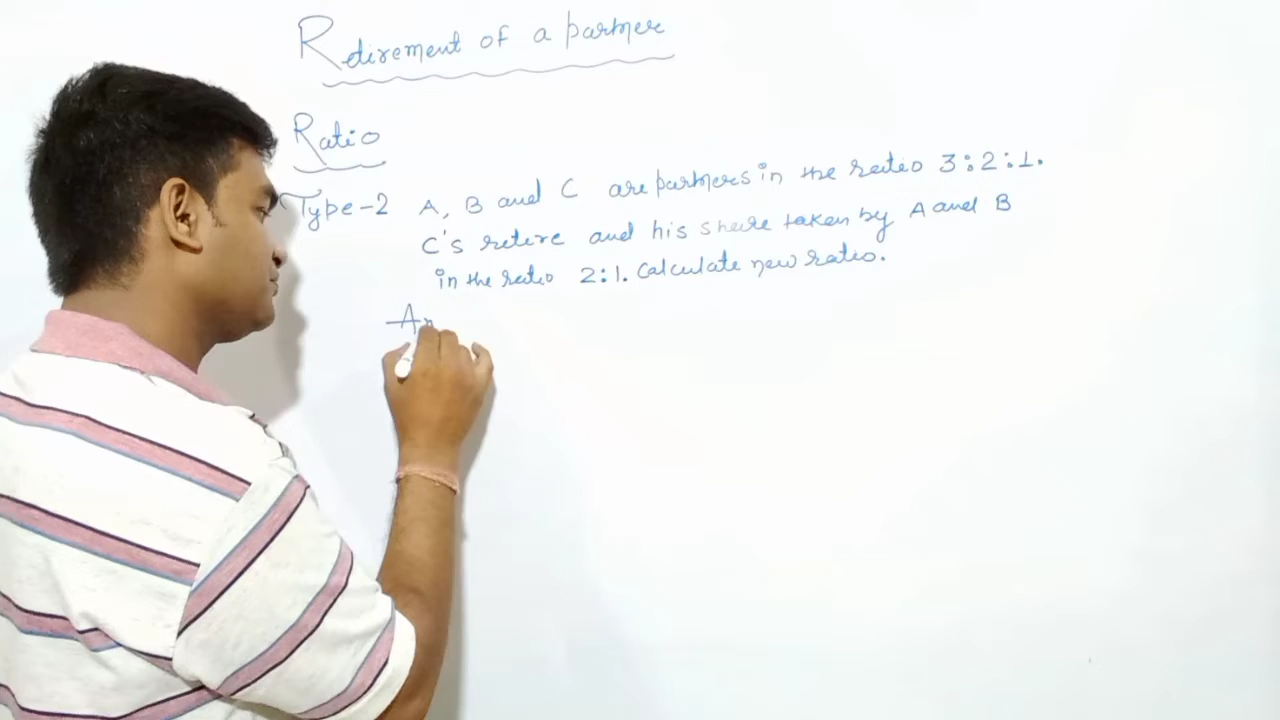 Retirement of a partner
Ratio
Type-2 A, B and C are partners in the ratio 3:2:1.
C's retire and his share taken by A and B
in the ratio 2:1. Calculate new ratio.
An